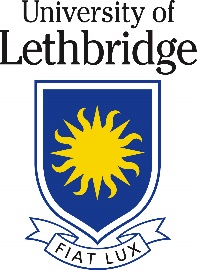 University of
Lethbridge
FIAT LUX